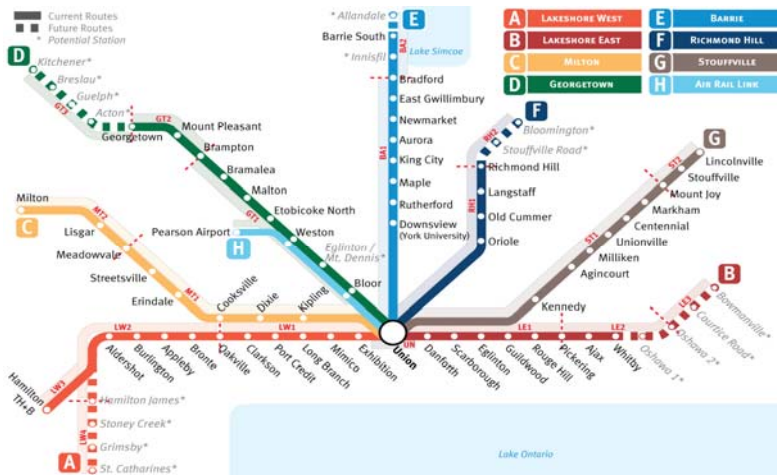 Current Routes
Future Routes
* Potential Station
A LAKESHORE WEST
B LAKESHORE EAST
C MILTON
D GEORGETOWN
E BARRIE
F RICHMOND HILL
G STOUFFVILLE
H AIR RAIL LINK
D
Kitchener*
Breslau*
Guelph*
Acton*
GT3
Georgetown
GT2
Mount Pleasant
Brampton
Bramalea
Malton
GT1
Etobicoke North
Weston
Eglinton /
Mt. Dennis*
Bloor
Pearson Airport
H
* Allandale
E
Barrie South
BA2
Lake Simcoe
* Innisfil
Bradford
East Gwillimbury
Newmarket
Aurora
BA1
King City
Maple
Rutherford
Downsview
(York University)
F
Bloomington*
RH2
Stouffville Road*
Richmond Hill
Langstaff
RH1
Old Cummer
Oriole
G
Lincolnville
ST2
Stouffville
Mount Joy
Markham
Centennial
Unionville
ST1
Milliken
Agincourt
Kennedy
Milton
C
MT2
Lisgar
Meadowvale
Streetsville
MT1
Erindale
Cooksville
Dixie
Kipling
LW2
LW1
LW3
Hamilton
TH+B
Aldershot
Burlington
Appleby
Bronte
Oakville
Clarkson
Port Credit
Long Branch
Mimico
Exhibition
Union
UN
LE1
LE2
LE3
B
Danforth
Scarborough
Eglinton
Guildwood
Rouge Hill
Pickering
Ajax
Whitby
Oshawa 1*
Oshawa 2*
Courtice Road*
Bowmanville*
Hamilton James*
Stoney Creek*
LW4
Grimsby*
A
St. Catharines*
Lake Ontario